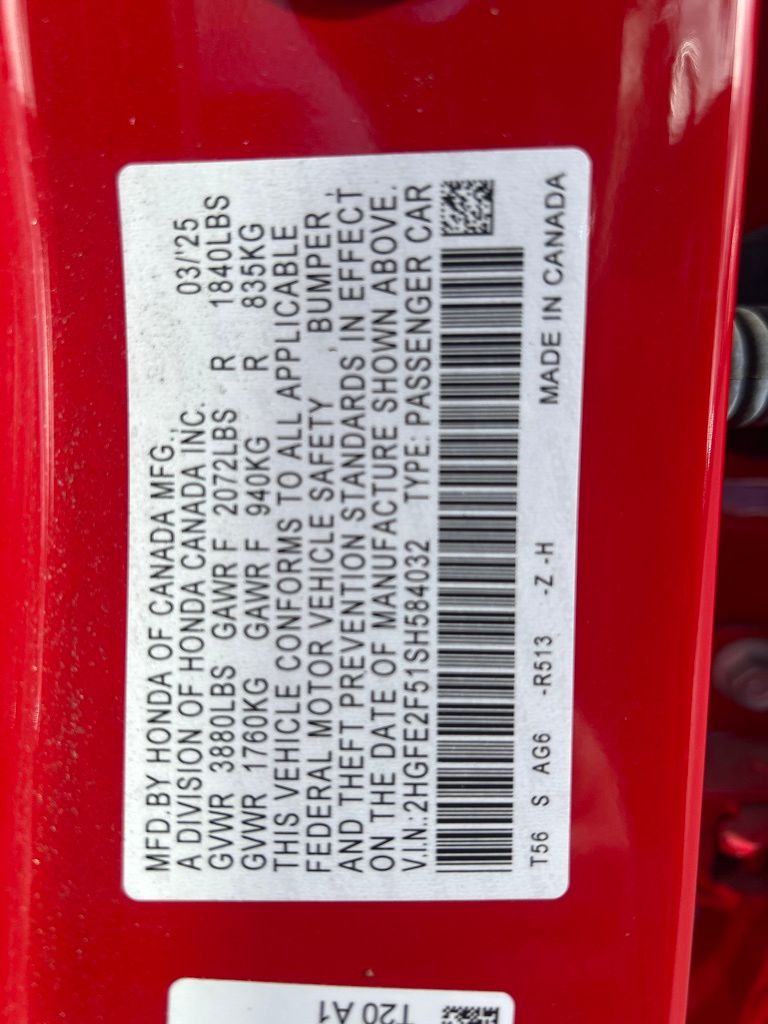 MFD.BY HONDA OF CANADA MFG.,
A DIVISION OF HONDA CANADA INC. 03/'25
GVWR 3880LBS GAWR F 2072LBS R 1840LBS
GVWR 1760KG GAWR F 940KG R 835KG
THIS VEHICLE CONFORMS TO ALL APPLICABLE
FEDERAL MOTOR VEHICLE SAFETY , BUMPER ,
AND THEFT PREVENTION STANDARDS IN EFFECT
ON THE DATE OF MANUFACTURE SHOWN ABOVE.
V.I.N.:2HGFE2F51SH584032 TYPE: PASSENGER CAR
T56 S AG6 -R513 -Z -H MADE IN CANADA
T20 A1